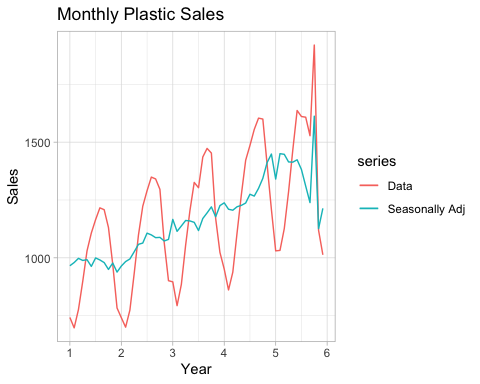 Monthly Plastic Sales
1500
1000
Sales
1 2 3 4 5 6
Year
series
Data
Seasonally Adj